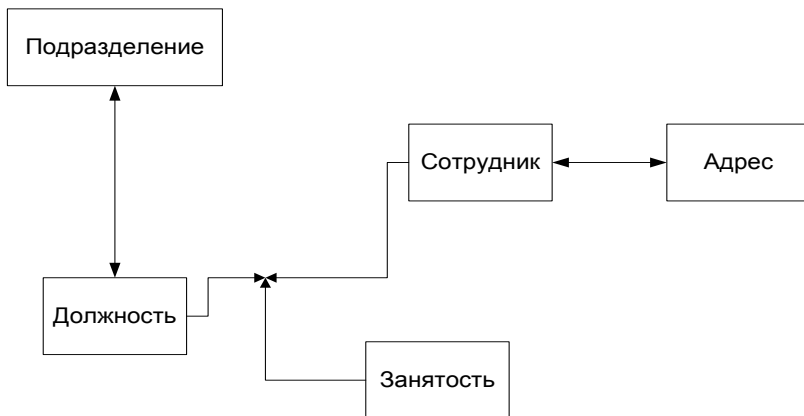 Подразделение
Сотрудник
Адрес
Должность
Занятость